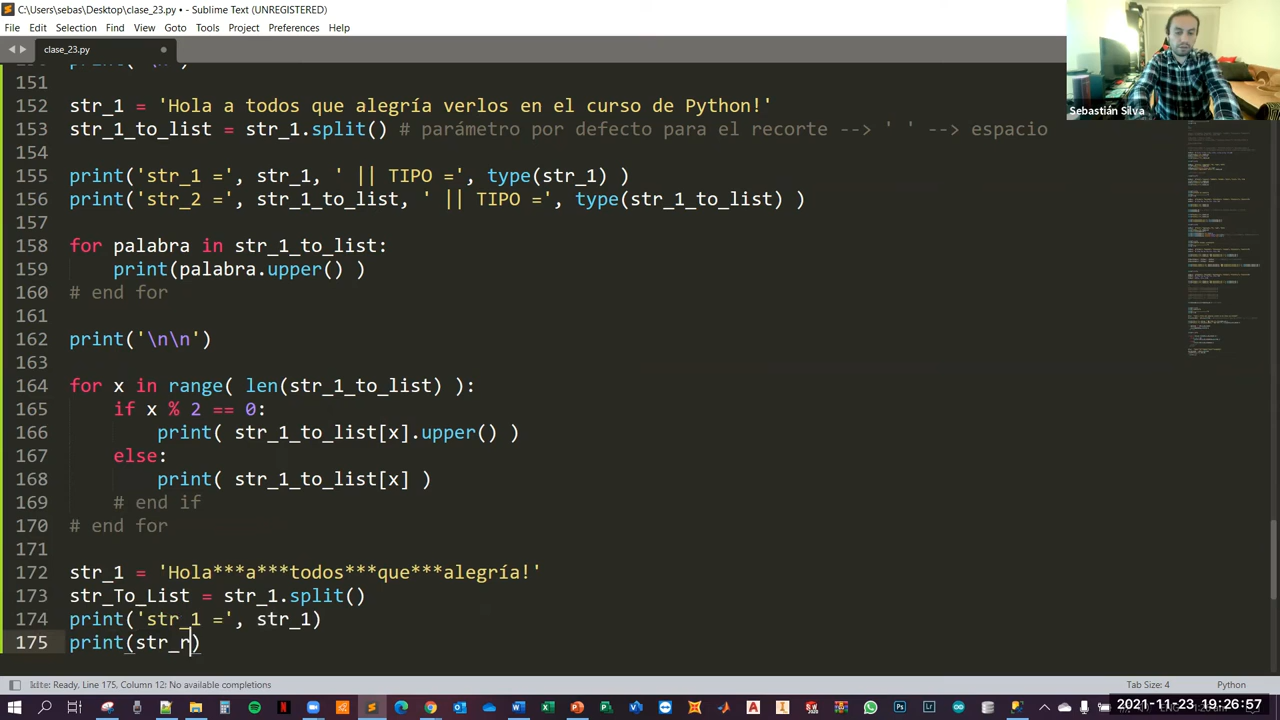 C:\Users\sebas\Desktop\clase_23.py • - Sublime Text (UNREGISTERED)
File Edit Selection Find View Goto Tools Project Preferences Help
clase_23.py
151
152 str_1 = 'Hola a todos que alegría verlos en el curso de Python!'
153 str_1_to_list = str_1.split() # parámetro por defecto para el recorte --> ' ' --> espacio
154
155 print('str_1 =', str_1, ' || TIPO =', type(str_1) )
156 print('str_2 =', str_1_to_list, ' || TIPO =', type(str_1_to_list) )
157
158 for palabra in str_1_to_list:
159 print(palabra.upper() )
160 # end for
161
162 print('\n\n')
163
164 for x in range( len(str_1_to_list) ):
165 if x % 2 == 0:
166 print( str_1_to_list[x].upper() )
167 else:
168 print( str_1_to_list[x] )
169 # end if
170 # end for
171
172 str_1 = 'Hola***a***todos***que***alegría!'
173 str_To_List = str_1.split()
174 print('str_1 =', str_1)
175 print(str_r)
Sebastián Silva
Ready, Line 175, Column 12: No available completions
Tab Size: 4
Python
2021-11-23 19:26:57